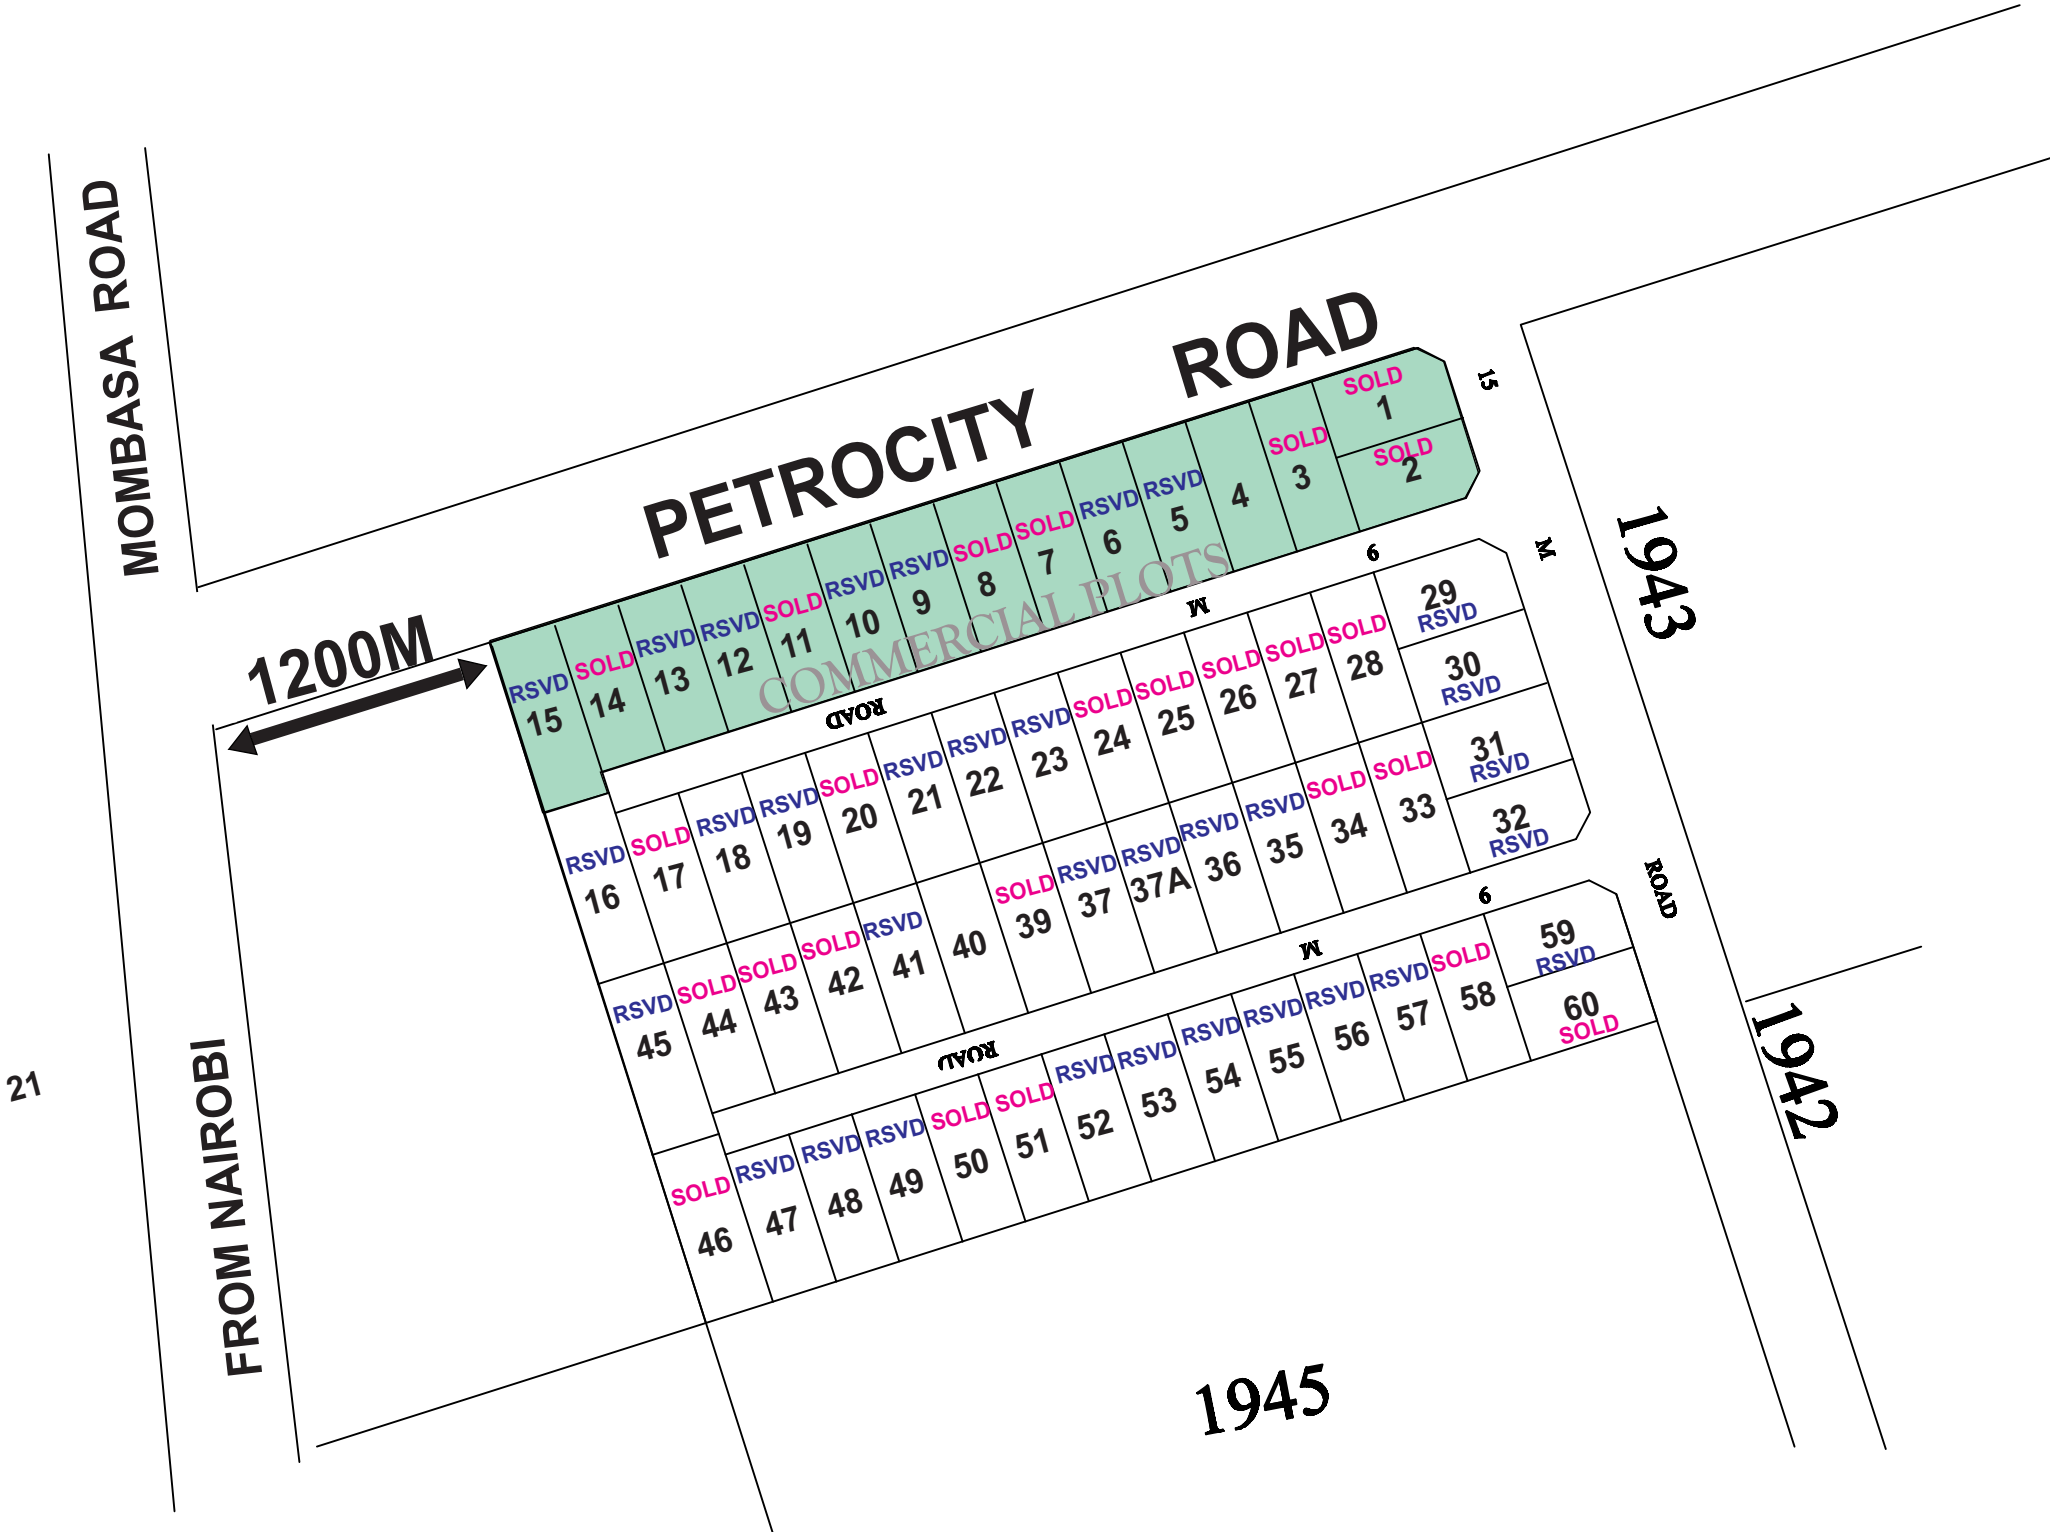 MOMBASA ROAD
FROM NAIROBI
21
1200M
PETROCITY ROAD
SOLD
1
SOLD
2
SOLD
3
4
RSVD
5
RSVD
6
SOLD
7
SOLD
8
RSVD
9
RSVD
10
SOLD
11
RSVD
12
RSVD
13
SOLD
14
RSVD
15
COMMERCIAL PLOTS
15
M
ROAD
6
M
ROAD
RSVD
16
SOLD
17
RSVD
18
RSVD
19
SOLD
20
RSVD
21
RSVD
22
RSVD
23
SOLD
24
SOLD
25
SOLD
26
SOLD
27
SOLD
28
29
RSVD
30
RSVD
31
RSVD
32
RSVD
SOLD
33
SOLD
34
RSVD
35
RSVD
36
RSVD
37A
RSVD
37
SOLD
39
40
RSVD
41
SOLD
42
SOLD
43
SOLD
44
RSVD
45
6
M
ROAD
SOLD
46
RSVD
47
RSVD
48
RSVD
49
SOLD
50
SOLD
51
RSVD
52
RSVD
53
RSVD
54
RSVD
55
RSVD
56
RSVD
57
SOLD
58
59
RSVD
60
SOLD
1943
1942
1945